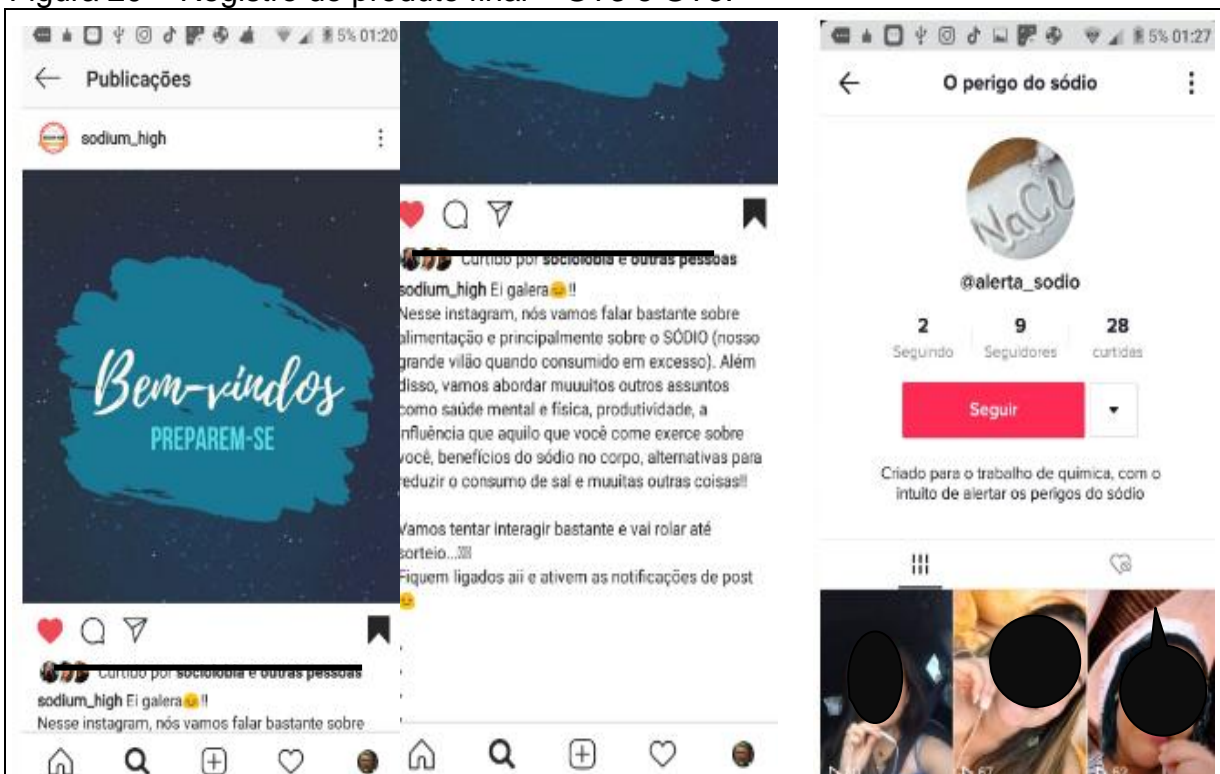 Figura 20 – Registro do produto final – GT3 e GT5.
5% 01:20
Publicações
sodium_high
Bem-vindos
PREPAREM-SE
Curtido por e outras pessoas
sodium_high Ei galera😉!!
Nesse instagram, nós vamos falar bastante sobre
Curtido por e outras pessoas
sodium_high Ei galera😉!!
Nesse instagram, nós vamos falar bastante sobre
alimentação e principalmente sobre o SÓDIO (nosso
grande vilão quando consumido em excesso). Além
disso, vamos abordar muuuitos outros assuntos
como saúde mental e física, produtividade, a
influência que aquilo que você come exerce sobre
você, benefícios do sódio no corpo, alternativas para
reduzir o consumo de sal e muuitas outras coisas!!
Vamos tentar interagir bastante e vai rolar até
sorteio...
Fiquem ligados aii e ativem as notificações de post
😉
5% 01:27
O perigo do sódio
NaCl
@alerta_sodio
2
9
28
Seguindo
Seguidores
curtidas
Seguir
Criado para o trabalho de química, com o
intuito de alertar os perigos do sódio
67
52